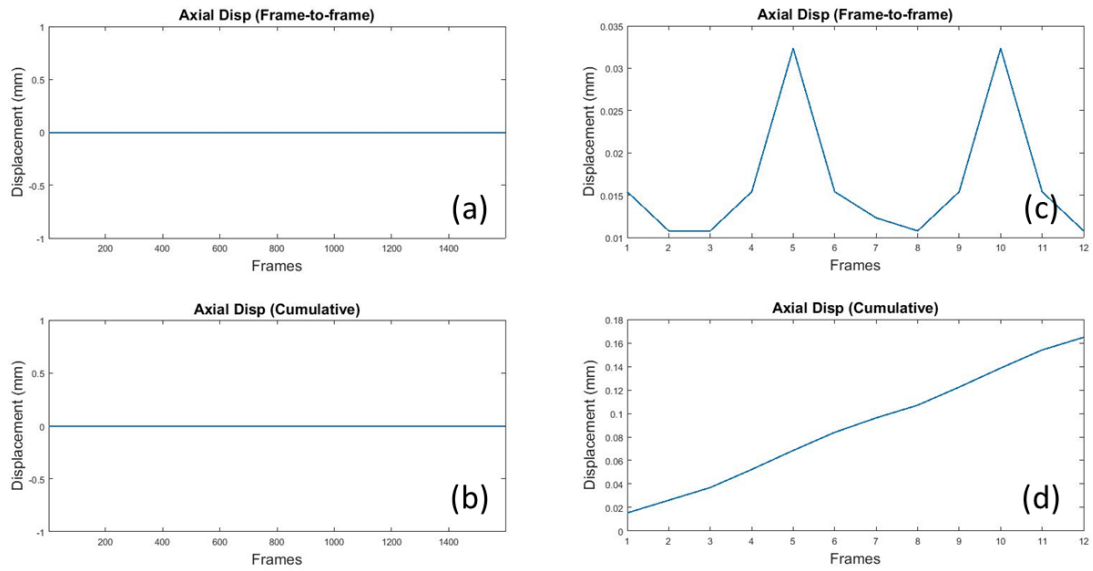 Axial Disp (Frame-to-frame)
Displacement (mm)
1
0.5
0
-0.5
-1
200 400 600 800 1000 1200 1400
Frames
(a)
Axial Disp (Cumulative)
Displacement (mm)
1
0.5
0
-0.5
-1
200 400 600 800 1000 1200 1400
Frames
(b)
Axial Disp (Frame-to-frame)
Displacement (mm)
0.035
0.03
0.025
0.02
0.015
0.01
1 2 3 4 5 6 7 8 9 10 11 12
Frames
(c)
Axial Disp (Cumulative)
Displacement (mm)
0.18
0.16
0.14
0.12
0.1
0.08
0.06
0.04
0.02
0
1 2 3 4 5 6 7 8 9 10 11 12
Frames
(d)